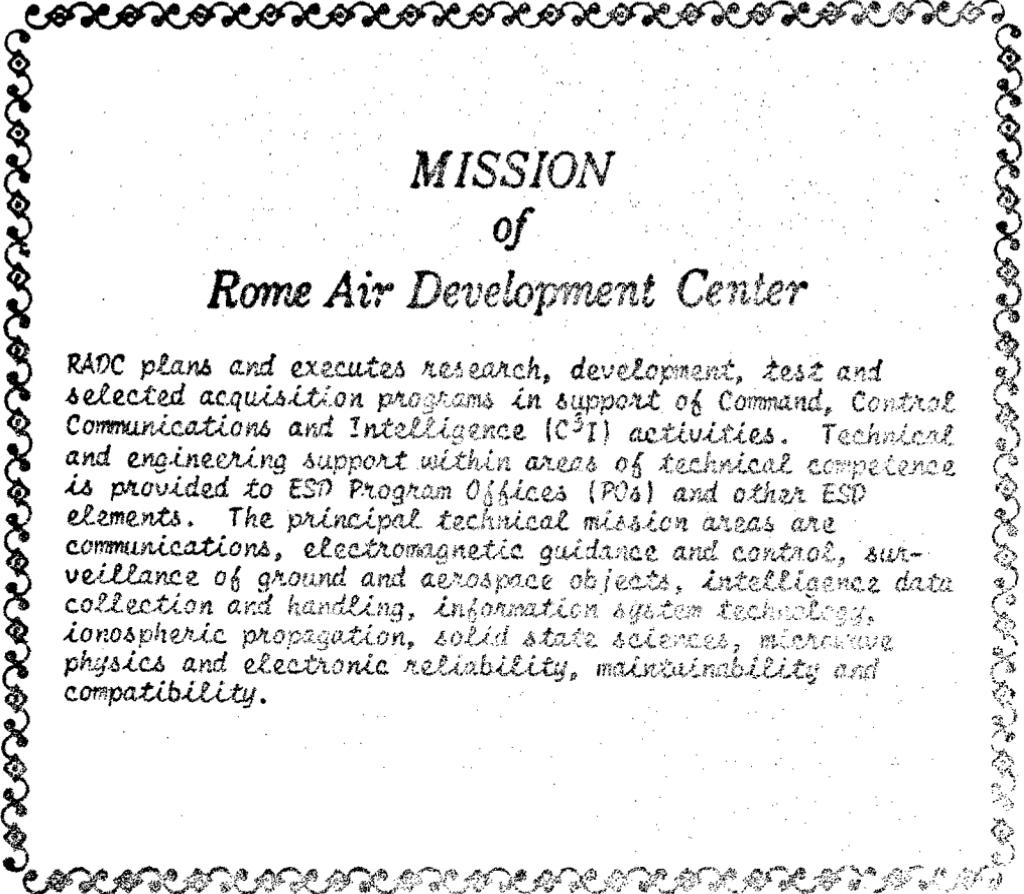 MISSION
of
Rome Air Development Center
RADC plans and executes research, development, test and
selected acquisition programs in support of Command, Control
Communications and Intelligence (C³I) activities. Technical
and engineering support within areas of technical competence
is provided to ESD Program Offices (POs) and other ESD
elements. The principal technical mission areas are
communications, electromagnetic guidance and control, sur-
veillance of ground and aerospace objects, intelligence data
collection and handling, information system technology,
ionospheric propagation, solid state sciences, microwave
physics and electronic reliability, maintainability and
compatibility.